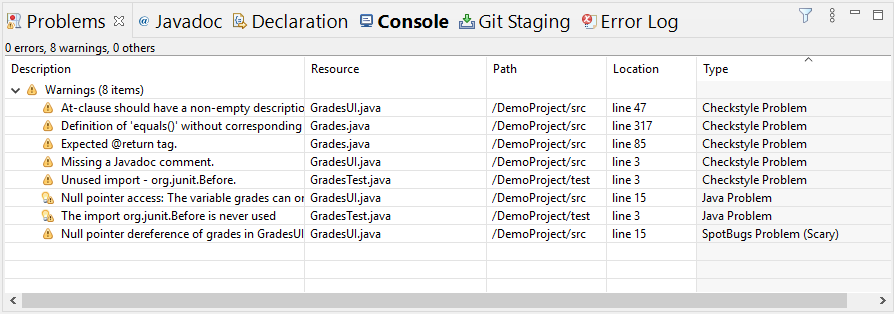 Problems Javadoc Declaration Console Git Staging Error Log
0 errors, 8 warnings, 0 others
Description Resource Path Location Type
Warnings (8 items)
At-clause should have a non-empty descriptio GradesUI.java /DemoProject/src line 47 Checkstyle Problem
Definition of 'equals()' without corresponding Grades.java /DemoProject/src line 317 Checkstyle Problem
Expected @return tag. Grades.java /DemoProject/src line 85 Checkstyle Problem
Missing a Javadoc comment. GradesUI.java /DemoProject/src line 3 Checkstyle Problem
Unused import - org.junit.Before. GradesTest.java /DemoProject/test line 3 Checkstyle Problem
Null pointer access: The variable grades can or GradesUI.java /DemoProject/src line 15 Java Problem
The import org.junit.Before is never used GradesTest.java /DemoProject/test line 3 Java Problem
Null pointer dereference of grades in GradesUI GradesUI.java /DemoProject/src line 15 SpotBugs Problem (Scary)